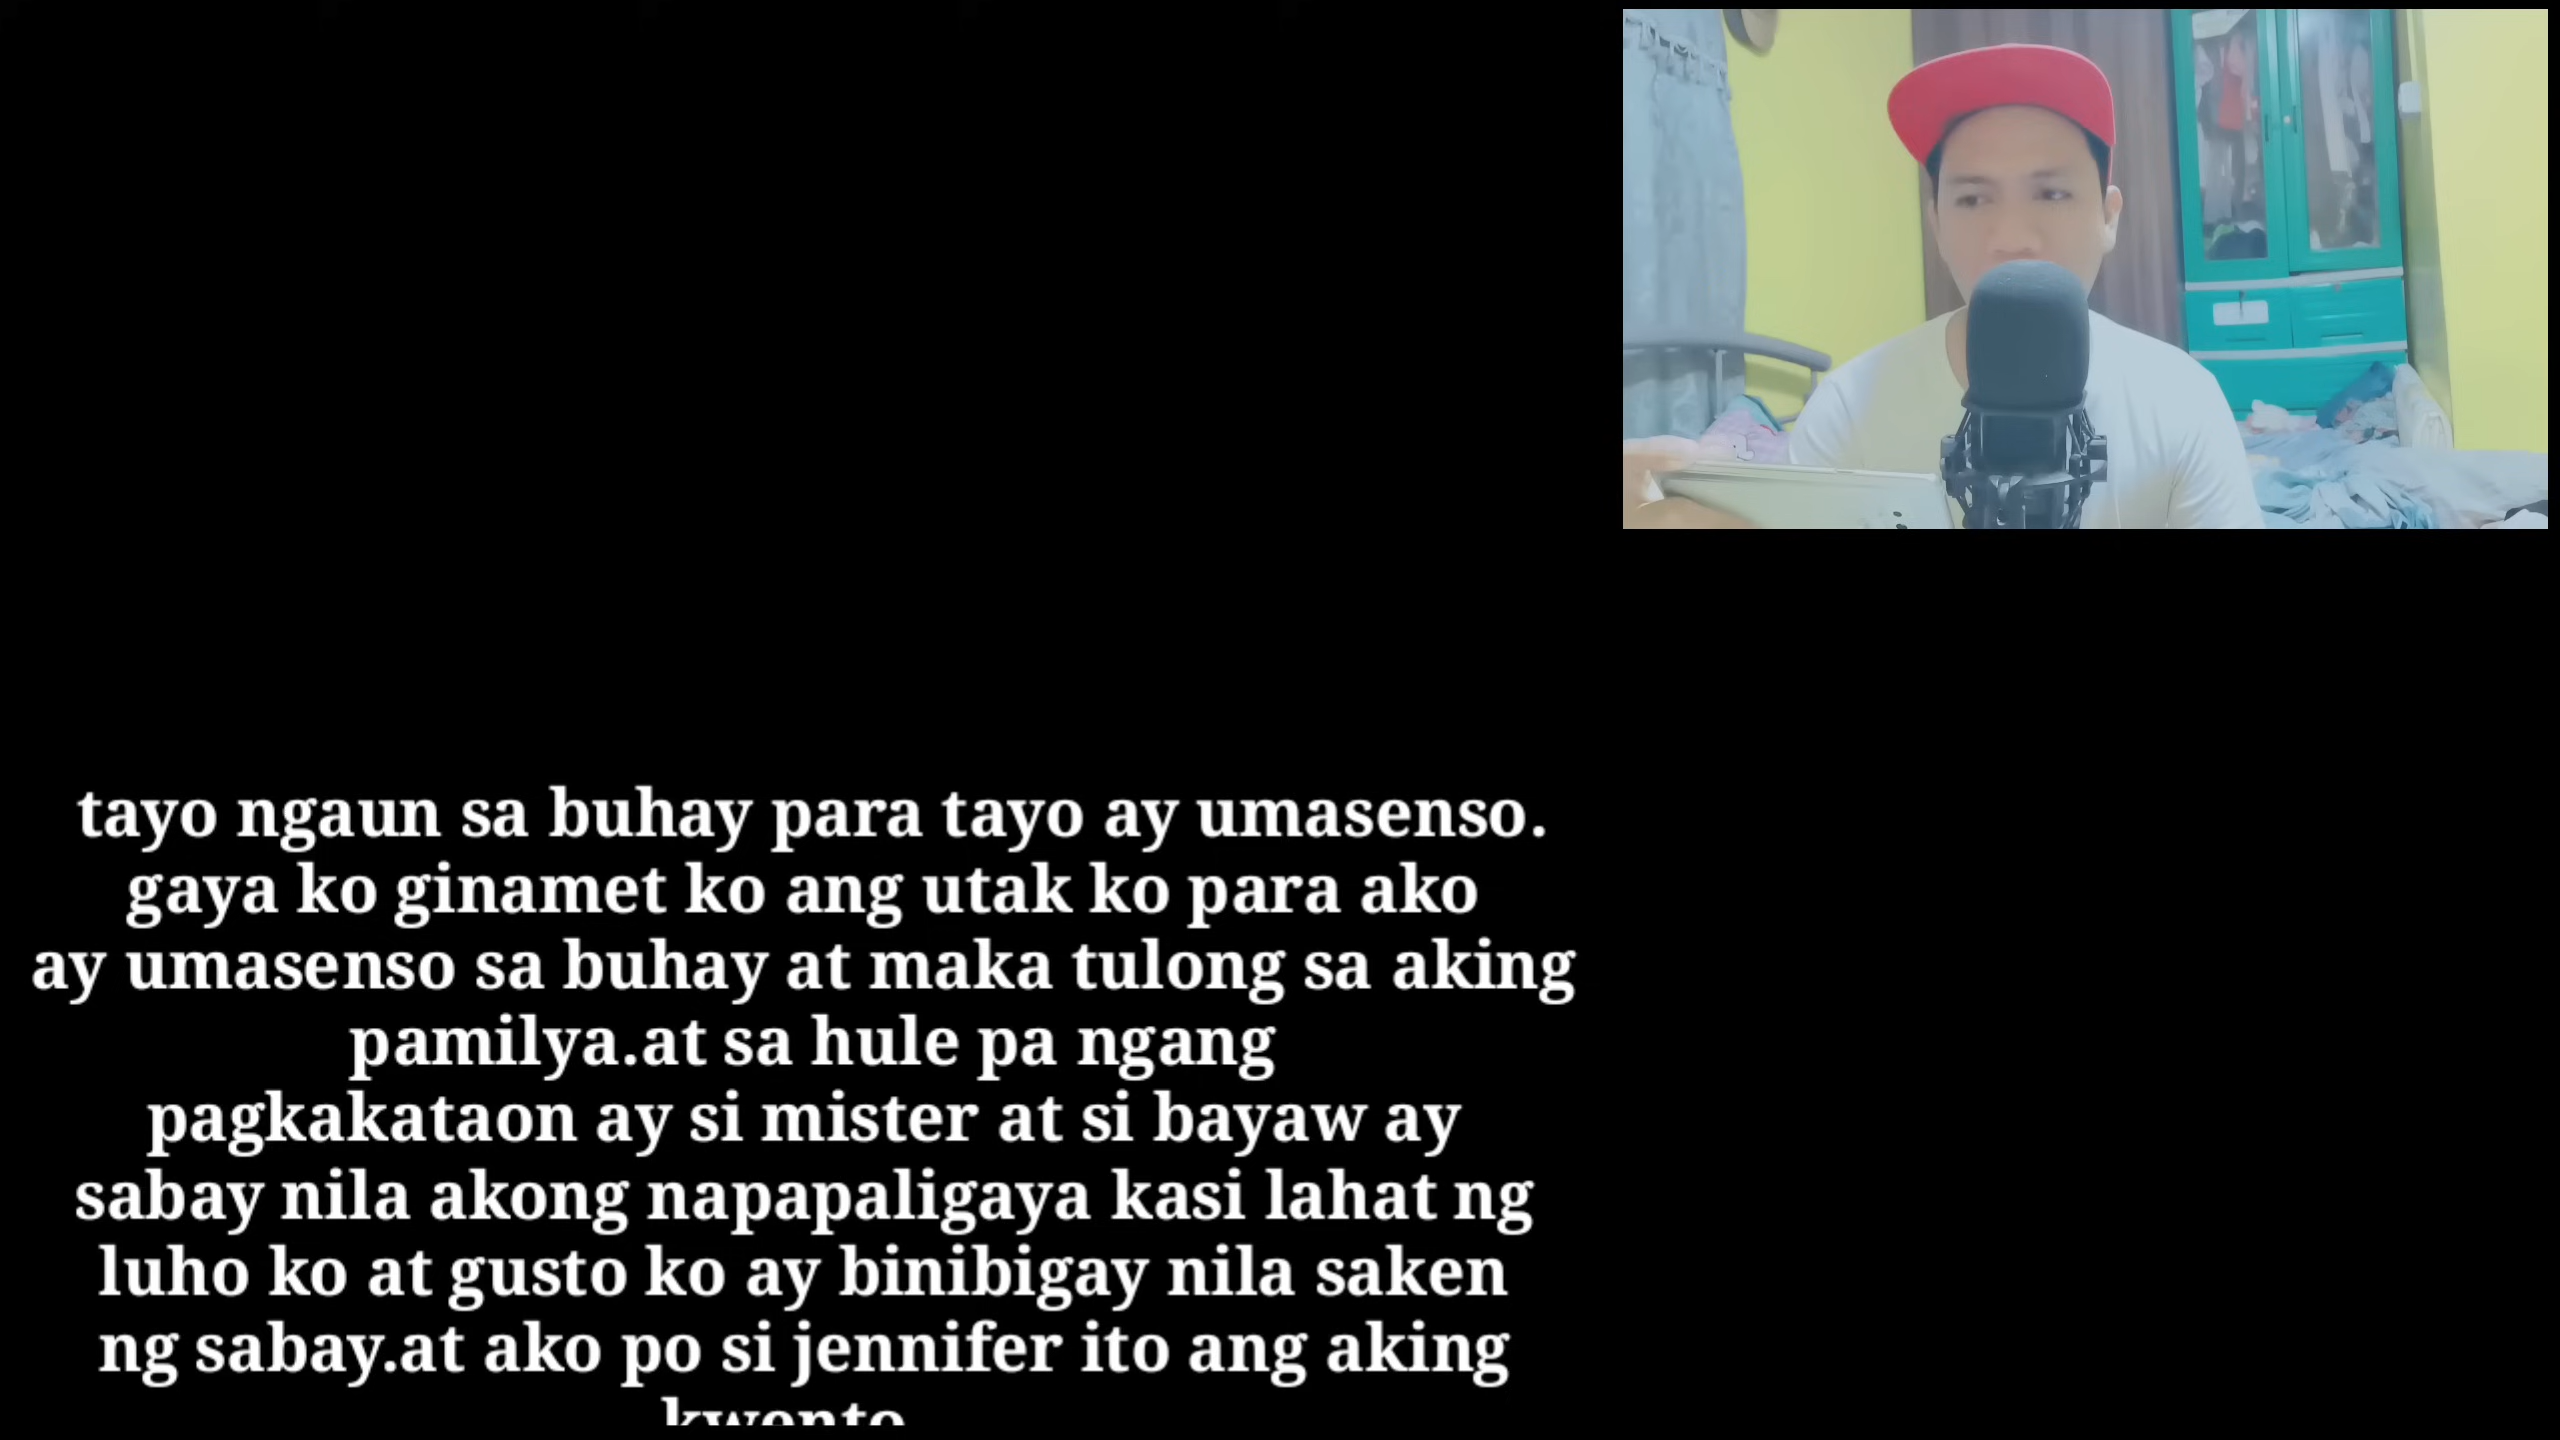 tayo ngaun sa buhay para tayo ay umasenso.
gaya ko ginamet ko ang utak ko para ako
ay umasenso sa buhay at maka tulong sa aking
pamilya.at sa hule pa ngang
pagkakataon ay si mister at si bayaw ay
sabay nila akong napapaligaya kasi lahat ng
luho ko at gusto ko ay binibigay nila saken
ng sabay.at ako po si jennifer ito ang aking
kwento